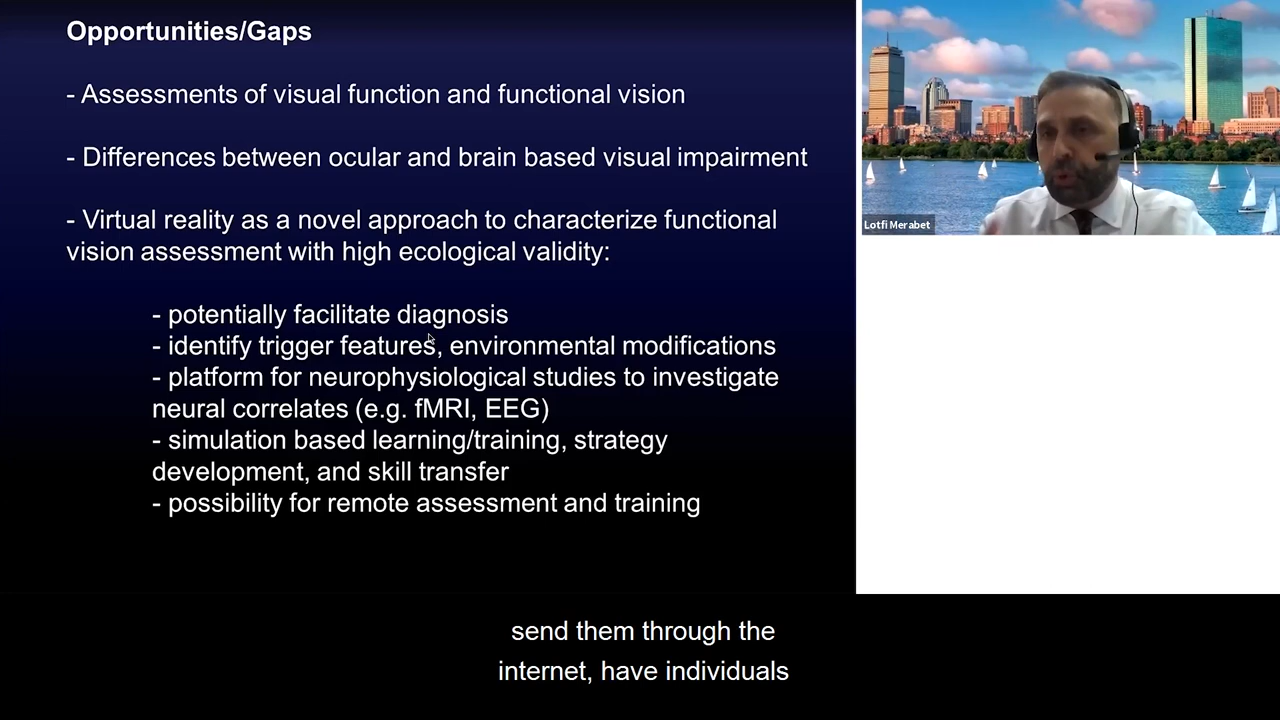 Opportunities/Gaps
- Assessments of visual function and functional vision
- Differences between ocular and brain based visual impairment
- Virtual reality as a novel approach to characterize functional
vision assessment with high ecological validity:
- potentially facilitate diagnosis
- identify trigger features, environmental modifications
- platform for neurophysiological studies to investigate
neural correlates (e.g. fMRI, EEG)
- simulation based learning/training, strategy
development, and skill transfer
- possibility for remote assessment and training
Lotfi Merabet
send them through the
internet, have individuals